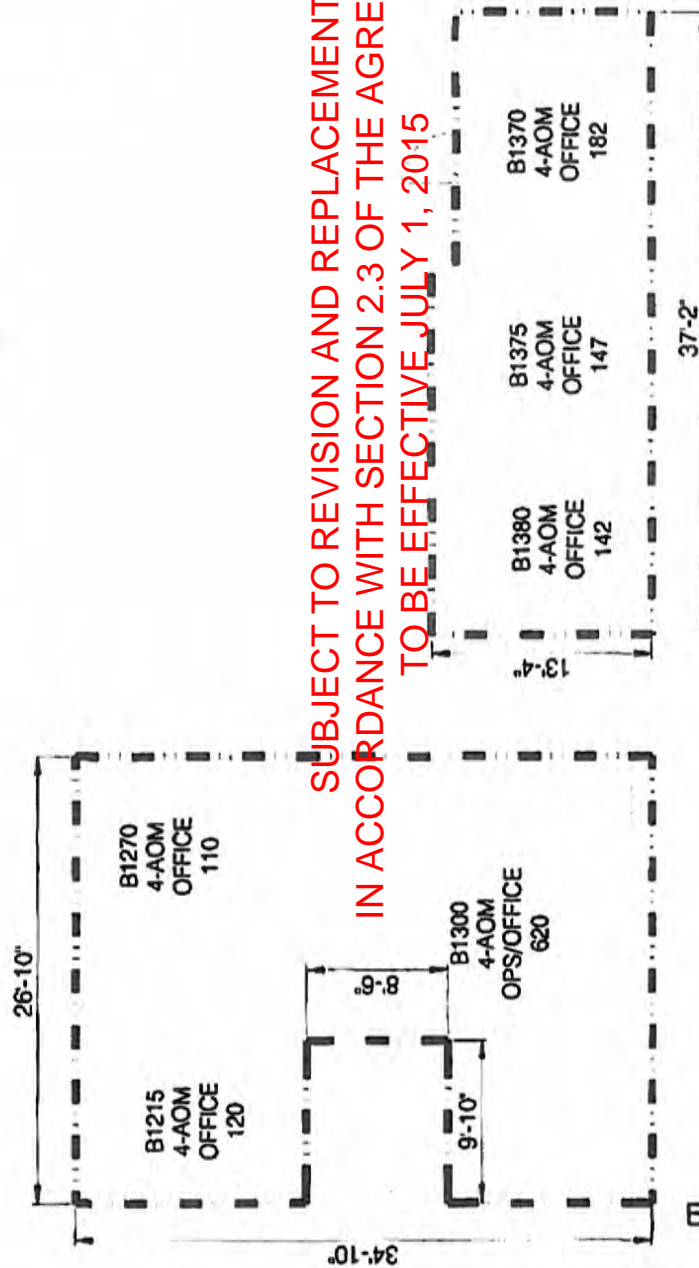 SUBJECT TO REVISION AND REPLACEMENT
IN ACCORDANCE WITH SECTION 2.3 OF THE AGRE
TO BE EFFECTIVE JULY 1, 2015
26'-10"
34'-10"
B1215
4-AOM
OFFICE
120
B1270
4-AOM
OFFICE
110
8'-6"
9'-10"
B1300
4-AOM
OPS/OFFICE
620
13'-4"
B1380
4-AOM
OFFICE
142
B1375
4-AOM
OFFICE
147
B1370
4-AOM
OFFICE
182
37'-2"